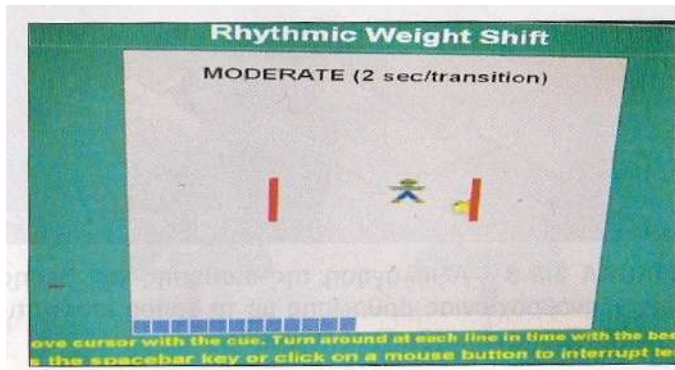 Rhythmic Weight Shift
MODERATE (2 sec/transition)
ove cursor with the cue. Turn around at each line in time with the bee
s the spacebar key or click on a mouse button to interrupt te